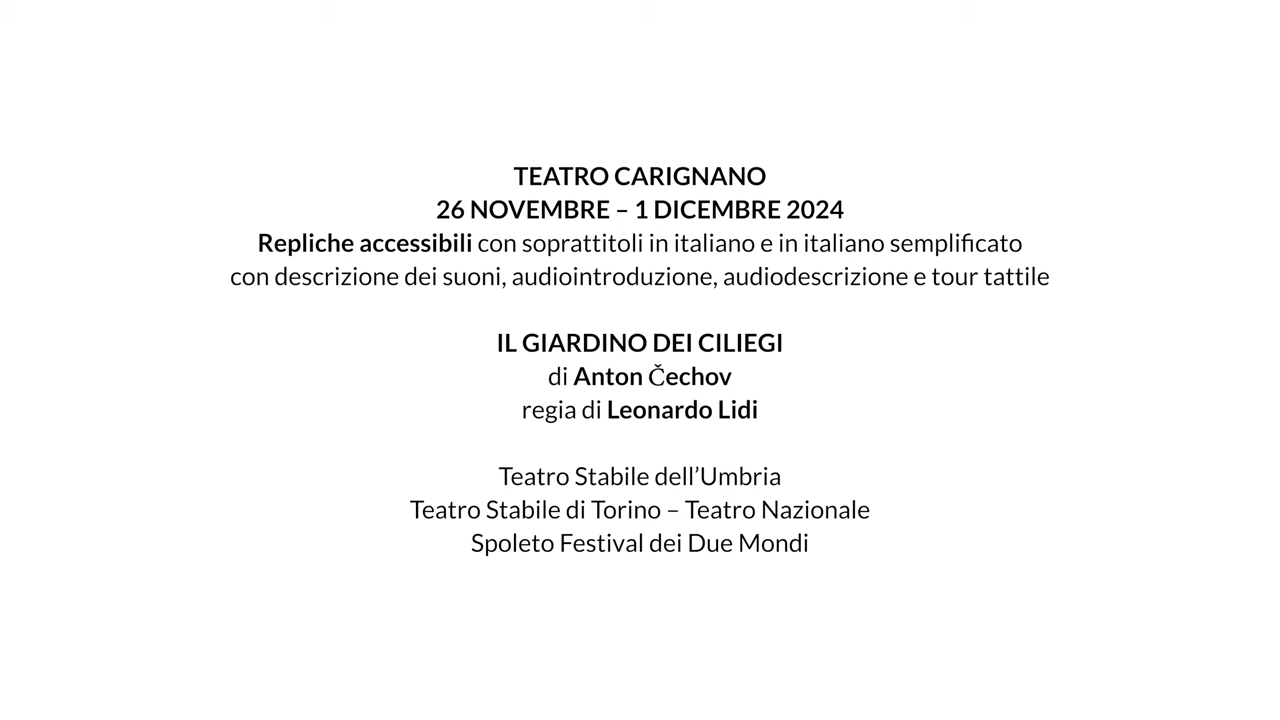 TEATRO CARIGNANO
26 NOVEMBRE – 1 DICEMBRE 2024
Repliche accessibili con soprattitoli in italiano e in italiano semplificato
con descrizione dei suoni, audiointroduzione, audiodescrizione e tour tattile
IL GIARDINO DEI CILIEGI
di Anton Čechov
regia di Leonardo Lidi
Teatro Stabile dell’Umbria
Teatro Stabile di Torino – Teatro Nazionale
Spoleto Festival dei Due Mondi